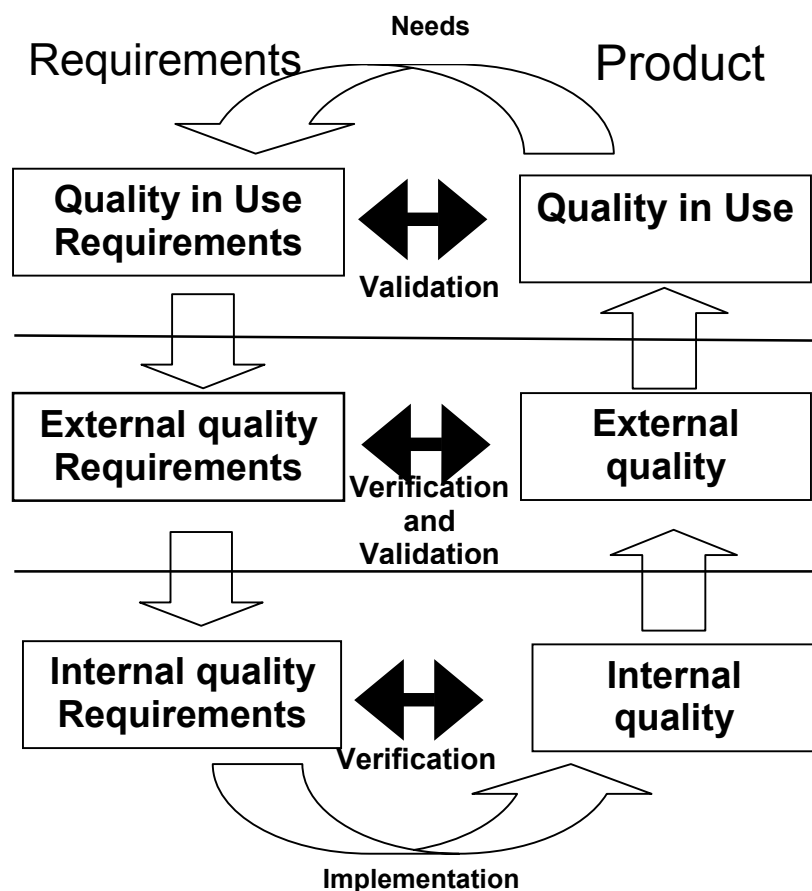 Needs
Requirements
Product
Quality in Use
Requirements
Quality in Use
Validation
External quality
Requirements
External
quality
Verification
and
Validation
Internal quality
Requirements
Internal
quality
Verification
Implementation